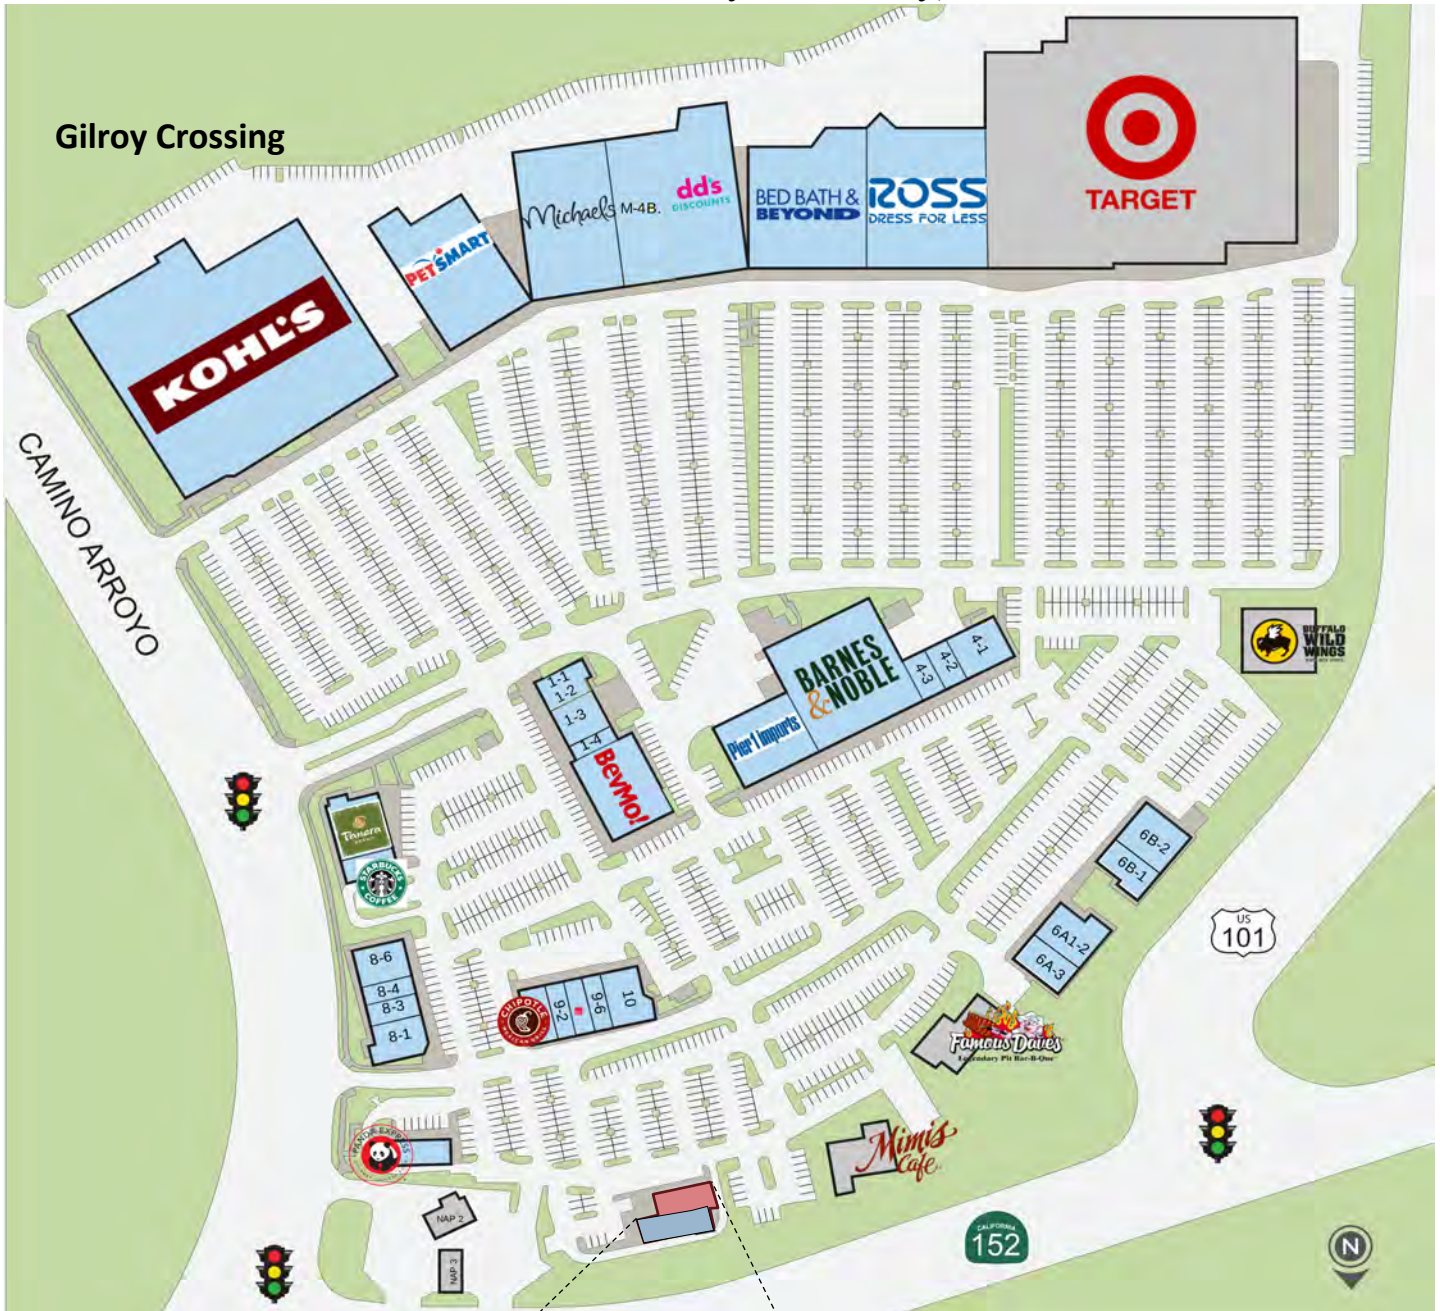 Gilroy Crossing
TARGET
Michaels
M-4B.
dd's
DISCOUNTS
BED BATH &
BEYOND
ROSS
DRESS FOR LESS
PETSMART
KOHL'S
CAMINO ARROYO
BUFFALO
WILD
WINGS
BARNES
& NOBLE
4-3
4-2
4-1
Pier 1 imports
1-1
1-2
1-3
1-4
BevMo!
Panera
STARBUCKS
COFFEE
6B-2
6B-1
6A1-2
6A-3
US
101
8-6
8-4
8-3
8-1
CHIPOTLE
MEXICAN GRILL
9-2
9-6
10
Famous Dave's
Legendary Pit Bar-B-Que
PANDA EXPRESS
Mimi's
Cafe
NAP 2
NAP 3
CALIFORNIA
152
N